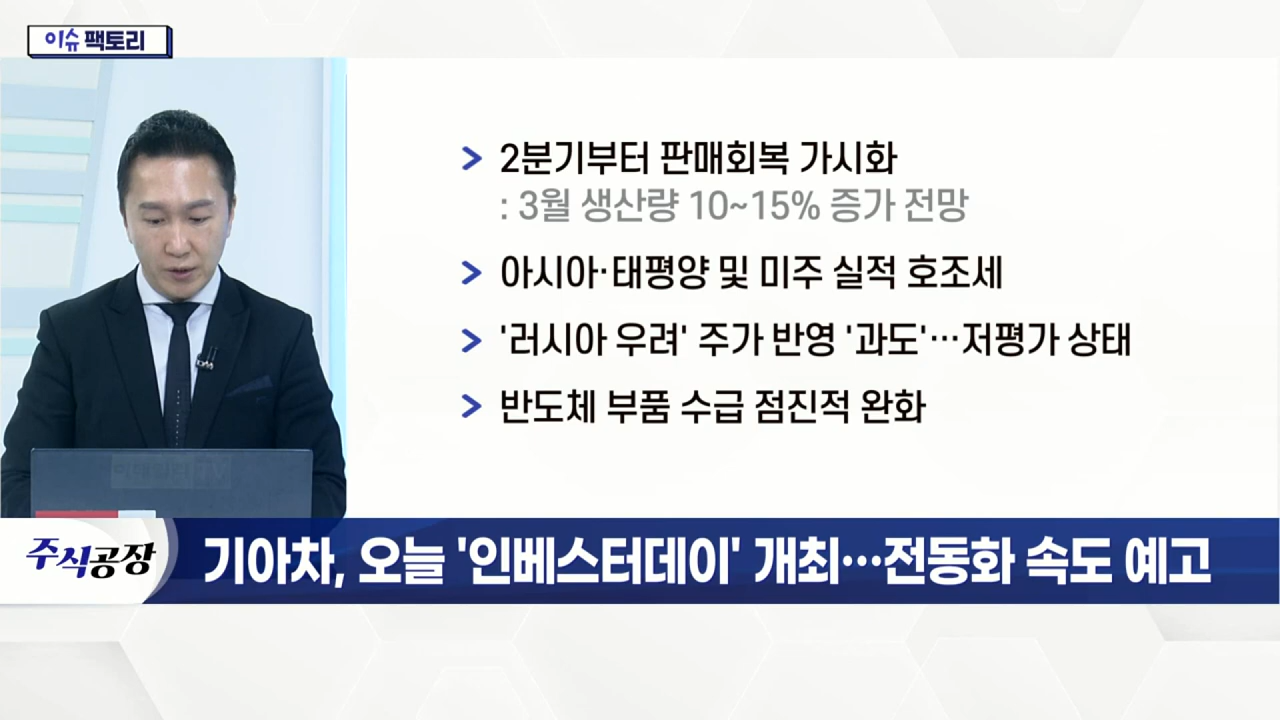 이슈 팩토리
> 2분기부터 판매회복 가시화
: 3월 생산량 10~15% 증가 전망
> 아시아·태평양 및 미주 실적 호조세
> '러시아 우려' 주가 반영 '과도'…저평가 상태
> 반도체 부품 수급 점진적 완화
주식공장
기아차, 오늘 '인베스터데이' 개최…전동화 속도 예고